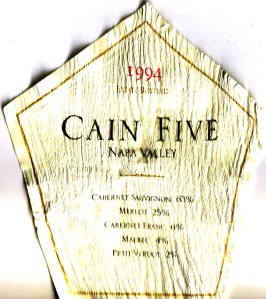 1994
ESTATE BOTTLED
CAIN FIVE
NAPA VALLEY
CABERNET SAUVIGNON 63%
MERLOT 25%
CABERNET FRANC 6%
MALBEC 4%
PETIT VERDOT 2%